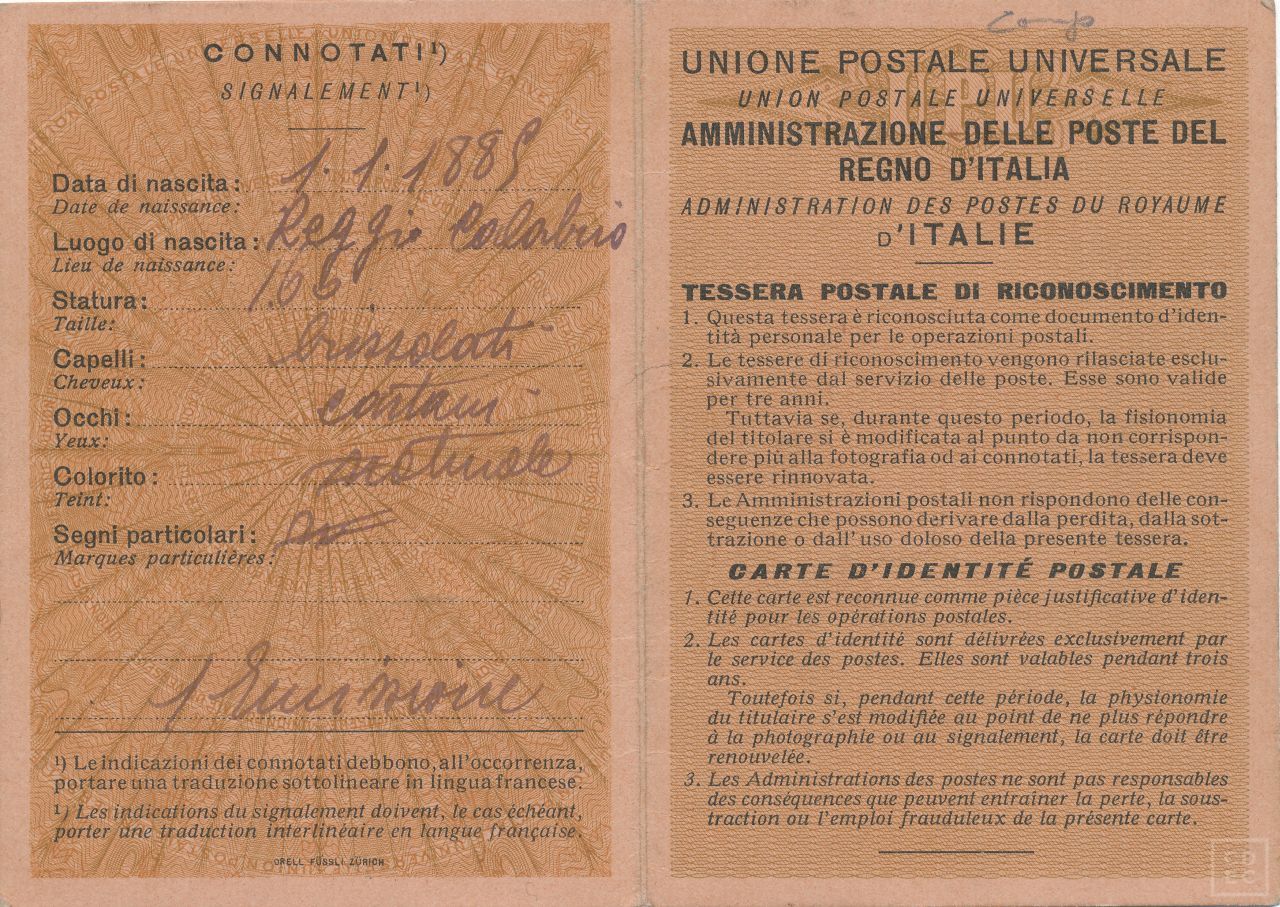 CONNOTATI¹)
SIGNALEMENT¹)
Data di nascita: 1.1.1889
Date de naissance:
Luogo di nascita: Reggio Calabria
Lieu de naissance:
Statura: 1.66
Taille:
Capelli: brizzolati
Cheveux:
Occhi: castani
Yeux:
Colorito: naturale
Teint:
Segni particolari:
Marques particulières:
¹) Le indicazioni dei connotati debbono, all'occorrenza,
portare una traduzione sottolineare in lingua francese.
¹) Les indications du signalement doivent, le cas échéant,
porter une traduction interlinéaire en langue française.
ORELL FÜSSLI ZÜRICH
UNIONE POSTALE UNIVERSALE
UNION POSTALE UNIVERSELLE
AMMINISTRAZIONE DELLE POSTE DEL
REGNO D'ITALIA
ADMINISTRATION DES POSTES DU ROYAUME
D'ITALIE
TESSERA POSTALE DI RICONOSCIMENTO
1. Questa tessera è riconosciuta come documento d'iden-
tità personale per le operazioni postali.
2. Le tessere di riconoscimento vengono rilasciate esclu-
sivamente dal servizio delle poste. Esse sono valide
per tre anni.
Tuttavia se, durante questo periodo, la fisionomia
del titolare si è modificata al punto da non corrispon-
dere più alla fotografia od ai connotati, la tessera deve
essere rinnovata.
3. Le Amministrazioni postali non rispondono delle con-
seguenze che possono derivare dalla perdita, dalla sot-
trazione o dall'uso doloso della presente tessera.
CARTE D'IDENTITÉ POSTALE
1. Cette carte est reconnue comme pièce justificative d'iden-
tité pour les opérations postales.
2. Les cartes d'identité sont délivrées exclusivement par
le service des postes. Elles sont valables pendant trois
ans.
Toutefois si, pendant cette période, la physionomie
du titulaire s'est modifiée au point de ne plus répondre
à la photographie ou au signalement, la carte doit être
renouvelée.
3. Les Administrations des postes ne sont pas responsables
des conséquences que peuvent entraîner la perte, la sous-
traction ou l'emploi frauduleux de la présente carte.